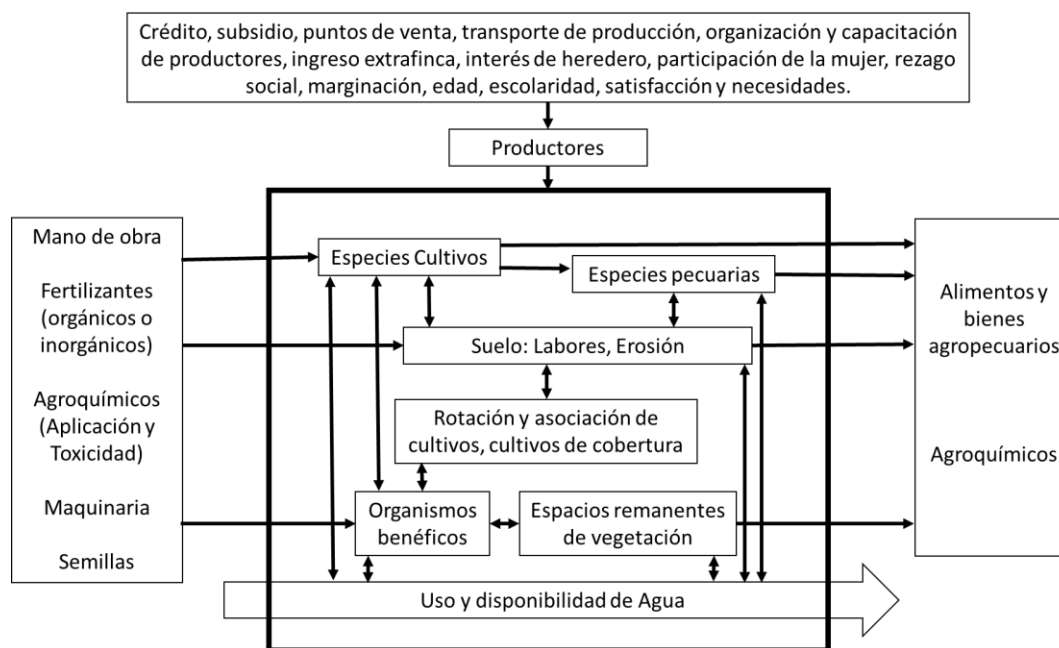 Crédito, subsidio, puntos de venta, transporte de producción, organización y capacitación
de productores, ingreso extrafinca, interés de heredero, participación de la mujer, rezago
social, marginación, edad, escolaridad, satisfacción y necesidades.
Productores
Mano de obra
Fertilizantes
(orgánicos o
inorgánicos)
Agroquímicos
(Aplicación y
Toxicidad)
Maquinaria
Semillas
Especies Cultivos
Especies pecuarias
Suelo: Labores, Erosión
Rotación y asociación de
cultivos, cultivos de cobertura
Organismos
benéficos
Espacios remanentes
de vegetación
Uso y disponibilidad de Agua
Alimentos y
bienes
agropecuarios
Agroquímicos